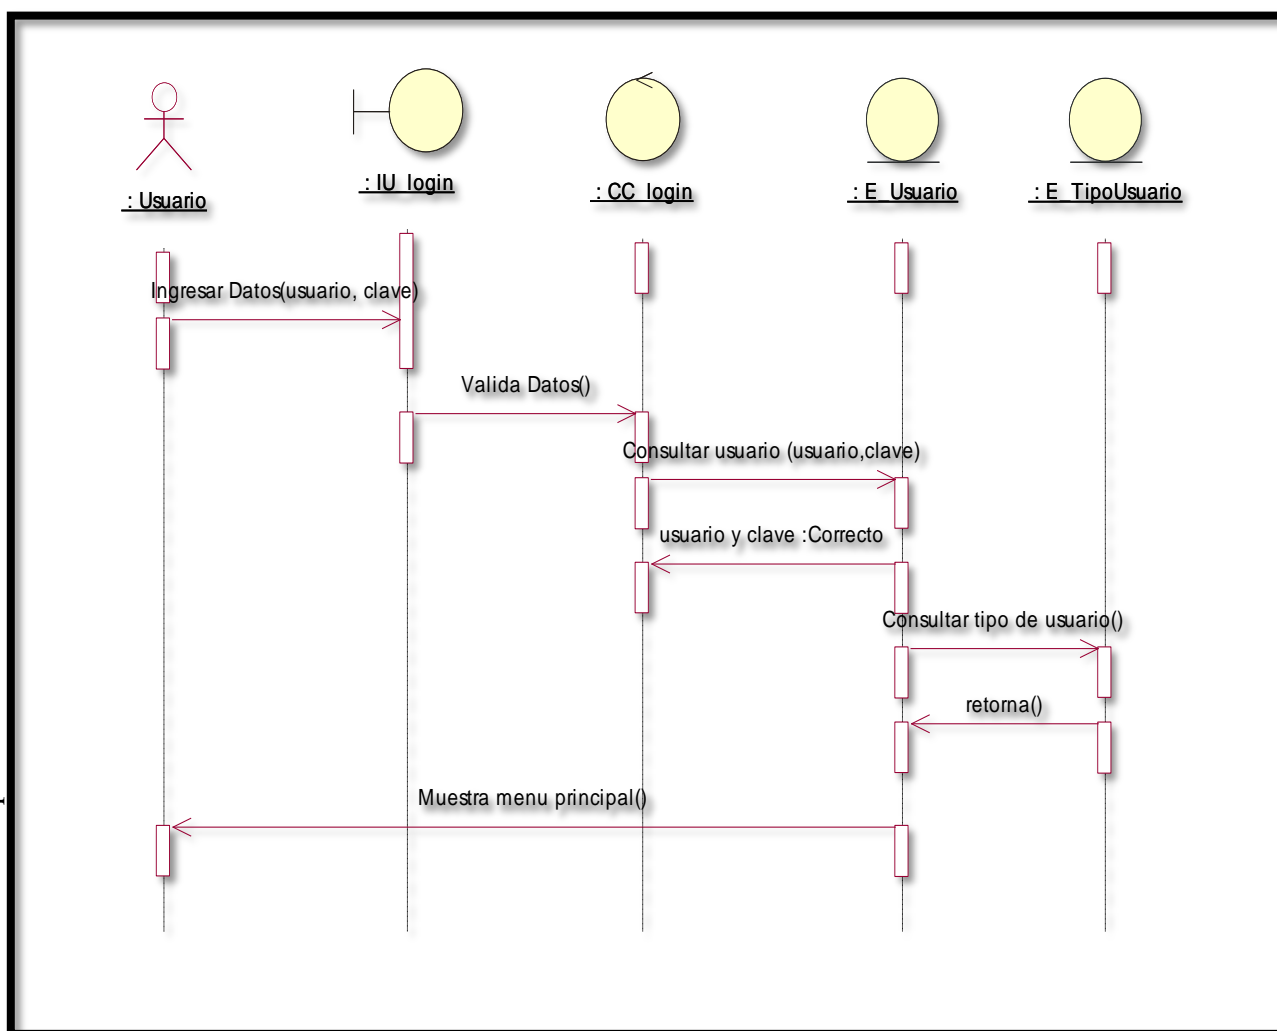 : Usuario
: IU_login
: CC_login
: E_Usuario
: E_TipoUsuario
Ingresar Datos(usuario, clave)
Valida Datos()
Consultar usuario (usuario,clave)
usuario y clave :Correcto
Consultar tipo de usuario()
retorna()
Muestra menu principal()